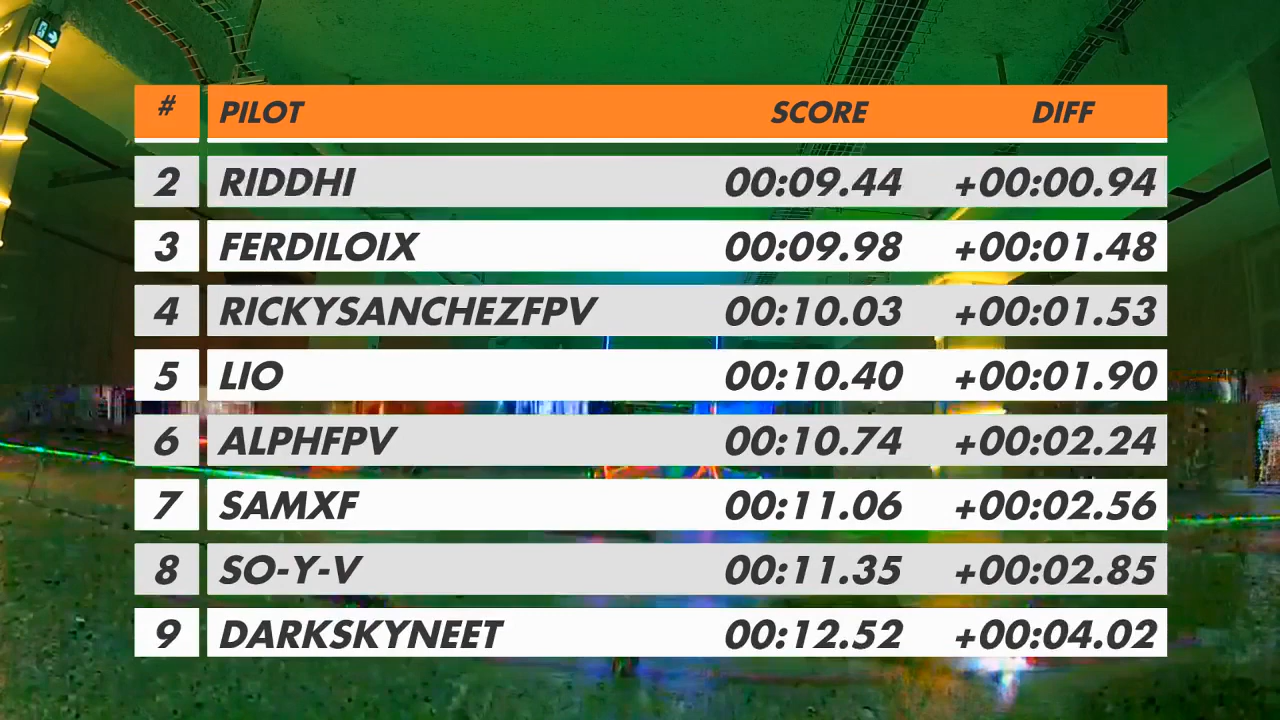 # PILOT SCORE DIFF
2 RIDDHI 00:09.44 +00:00.94
3 FERDILOIX 00:09.98 +00:01.48
4 RICKYSANCHEZFPV 00:10.03 +00:01.53
5 LIO 00:10.40 +00:01.90
6 ALPHFPV 00:10.74 +00:02.24
7 SAMXF 00:11.06 +00:02.56
8 SO-Y-V 00:11.35 +00:02.85
9 DARKSKYNEET 00:12.52 +00:04.02